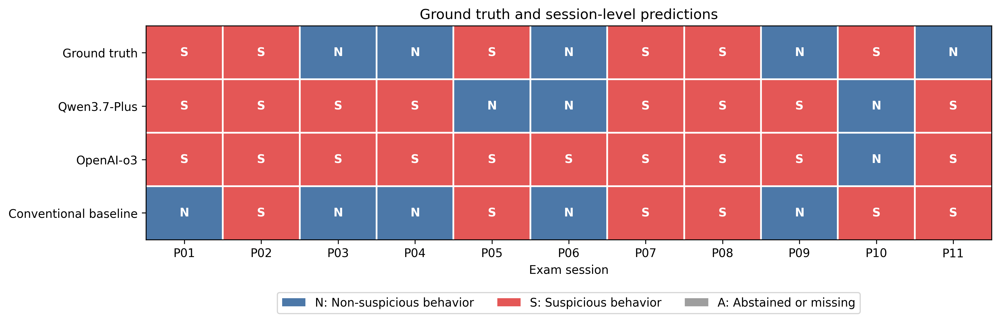 Ground truth and session-level predictions
Ground truth S S N N S N S S N S N
Qwen3.7-Plus S S S S N N S S S N S
OpenAI-o3 S S S S S S S S S N S
Conventional baseline N S N N S N S S N S S
P01 P02 P03 P04 P05 P06 P07 P08 P09 P10 P11
Exam session
N: Non-suspicious behavior S: Suspicious behavior A: Abstained or missing